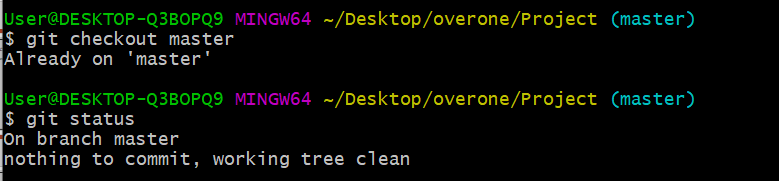 User@DESKTOP-Q3BOPQ9 MINGW64 ~/Desktop/overone/Project (master)
$ git checkout master
Already on 'master'
User@DESKTOP-Q3BOPQ9 MINGW64 ~/Desktop/overone/Project (master)
$ git status
On branch master
nothing to commit, working tree clean